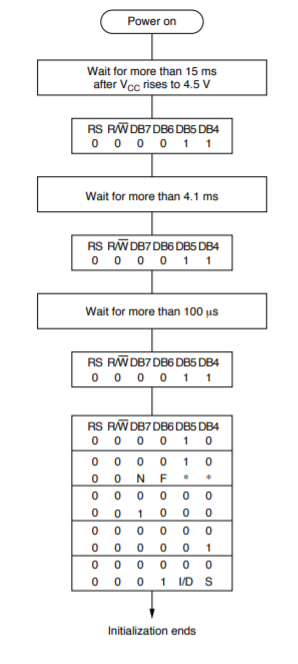 Power on
Wait for more than 15 ms
after VCC rises to 4.5 V
RS R/W̅ DB7 DB6 DB5 DB4
0 0 0 0 1 1
Wait for more than 4.1 ms
RS R/W̅ DB7 DB6 DB5 DB4
0 0 0 0 1 1
Wait for more than 100 μs
RS R/W̅ DB7 DB6 DB5 DB4
0 0 0 0 1 1
RS R/W̅ DB7 DB6 DB5 DB4
0 0 0 0 1 0
0 0 0 0 1 0
0 0 N F * *
0 0 0 0 0 0
0 0 1 0 0 0
0 0 0 0 0 0
0 0 0 0 0 1
0 0 0 0 0 0
0 0 0 1 I/D S
Initialization ends